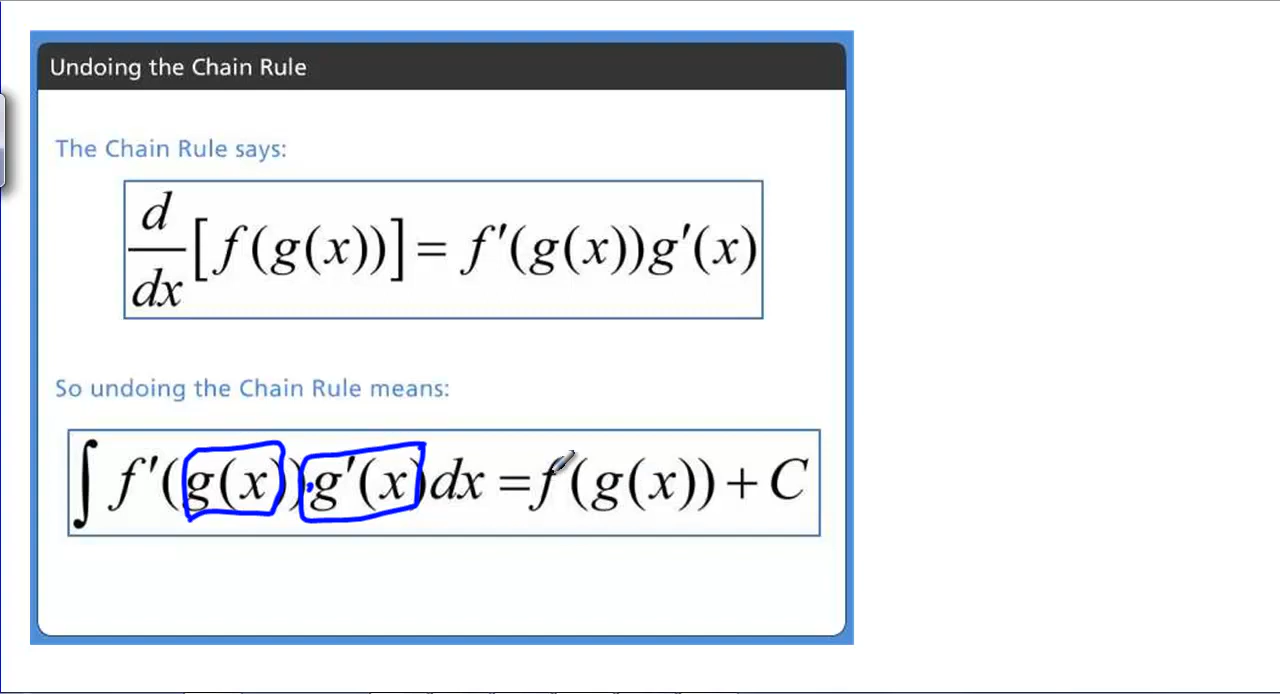 Undoing the Chain Rule
The Chain Rule says:
d/dx [f(g(x))] = f′(g(x))g′(x)
So undoing the Chain Rule means:
∫ f′(g(x))·g′(x)dx = f(g(x)) + C